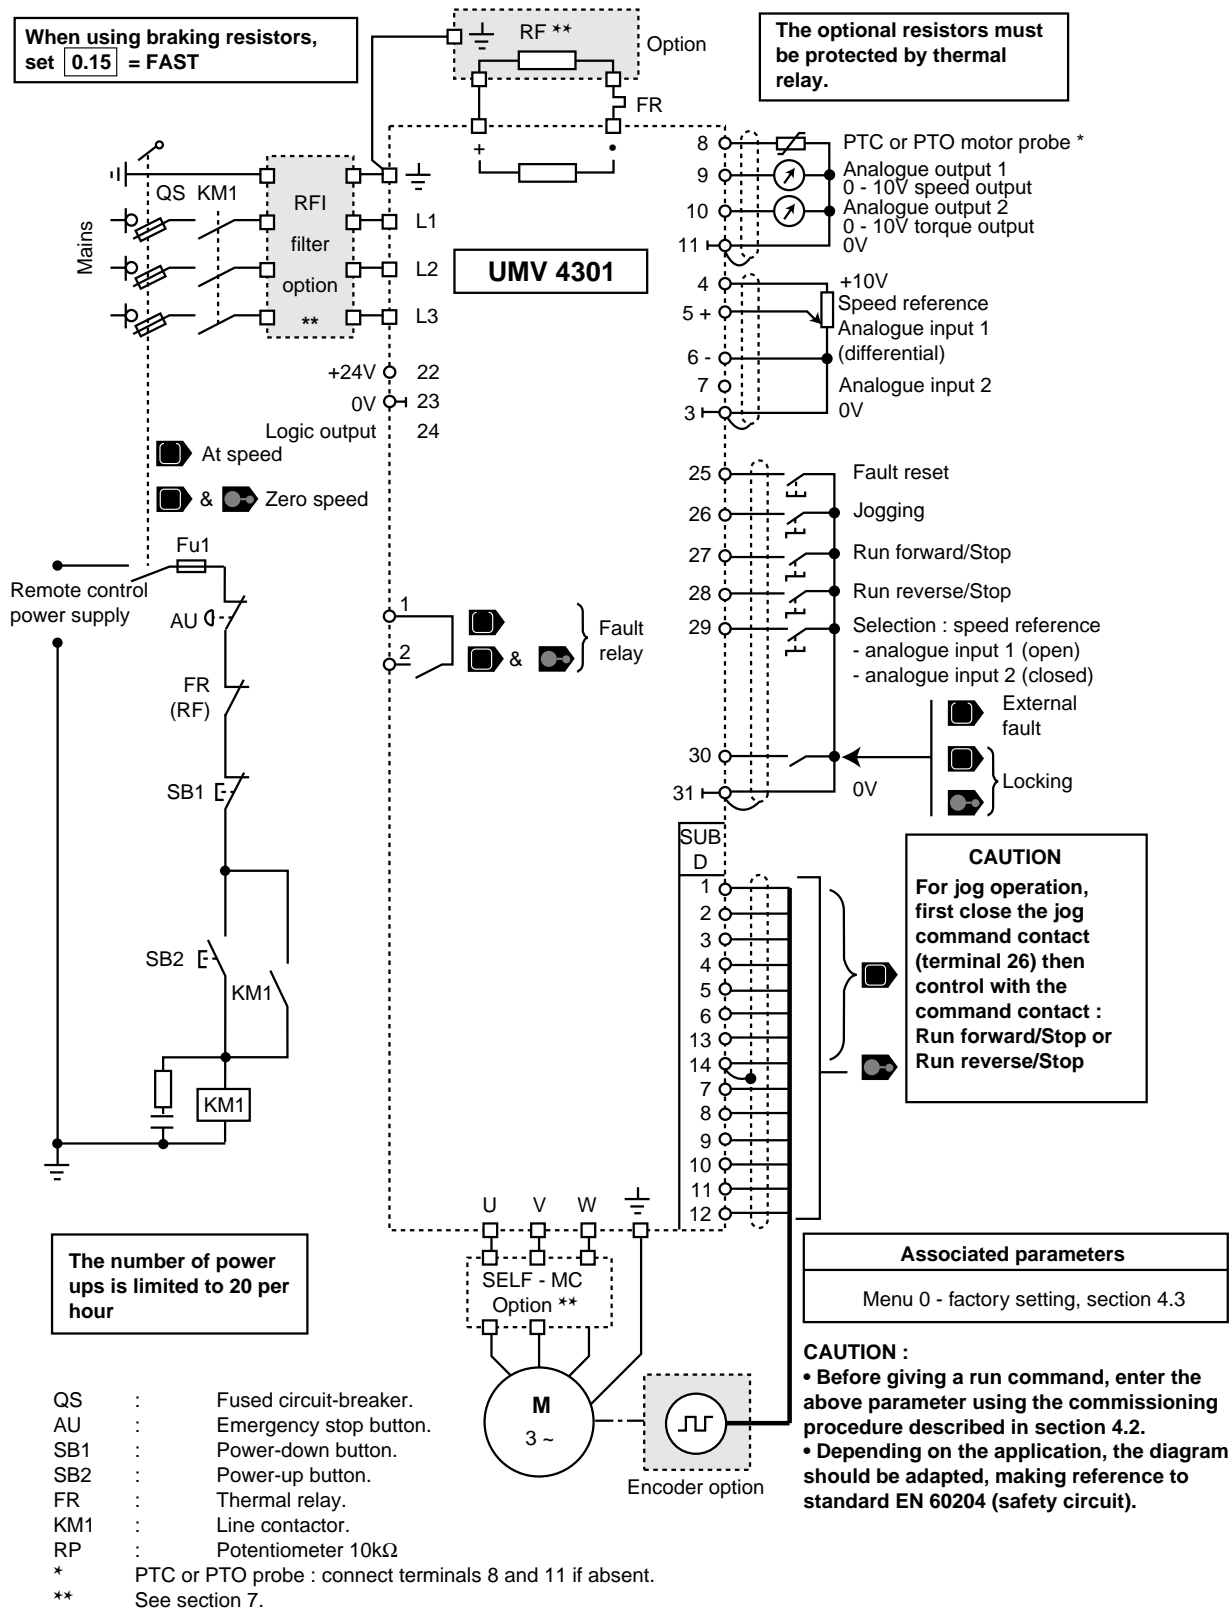 When using braking resistors,
set 0.15 = FAST
RF **
Option
FR
The optional resistors must
be protected by thermal
relay.
+
Mains
QS KM1
RFI
filter
option
**
L1
L2
L3
UMV 4301
8 PTC or PTO motor probe *
9 Analogue output 1
0 - 10V speed output
10 Analogue output 2
0 - 10V torque output
11 0V
4 +10V
5 + Speed reference
Analogue input 1
6 - (differential)
7 Analogue input 2
3 0V
+24V 22
0V 23
Logic output 24
At speed
& Zero speed
25 Fault reset
26 Jogging
27 Run forward/Stop
28 Run reverse/Stop
29 Selection : speed reference
- analogue input 1 (open)
- analogue input 2 (closed)
30
31 0V
External
fault
Locking
Fu1
Remote control
power supply
AU
FR
(RF)
SB1
SB2
KM1
KM1
1
2
&
Fault
relay
SUB
D
1
2
3
4
5
6
13
14
7
8
9
10
11
12
CAUTION
For jog operation,
first close the jog
command contact
(terminal 26) then
control with the
command contact :
Run forward/Stop or
Run reverse/Stop
U V W
SELF - MC
Option **
M
3 ~
Encoder option
The number of power
ups is limited to 20 per
hour
Associated parameters
Menu 0 - factory setting, section 4.3
CAUTION :
• Before giving a run command, enter the
above parameter using the commissioning
procedure described in section 4.2.
• Depending on the application, the diagram
should be adapted, making reference to
standard EN 60204 (safety circuit).
QS : Fused circuit-breaker.
AU : Emergency stop button.
SB1 : Power-down button.
SB2 : Power-up button.
FR : Thermal relay.
KM1 : Line contactor.
RP : Potentiometer 10kΩ
* PTC or PTO probe : connect terminals 8 and 11 if absent.
** See section 7.